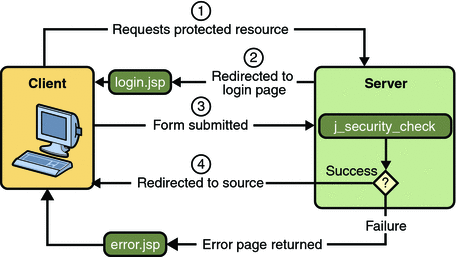 1
Requests protected resource
2
Client
login.jsp
Redirected to
login page
Server
3
Form submitted
j_security_check
4
Redirected to source
Success
?
Failure
error.jsp
Error page returned